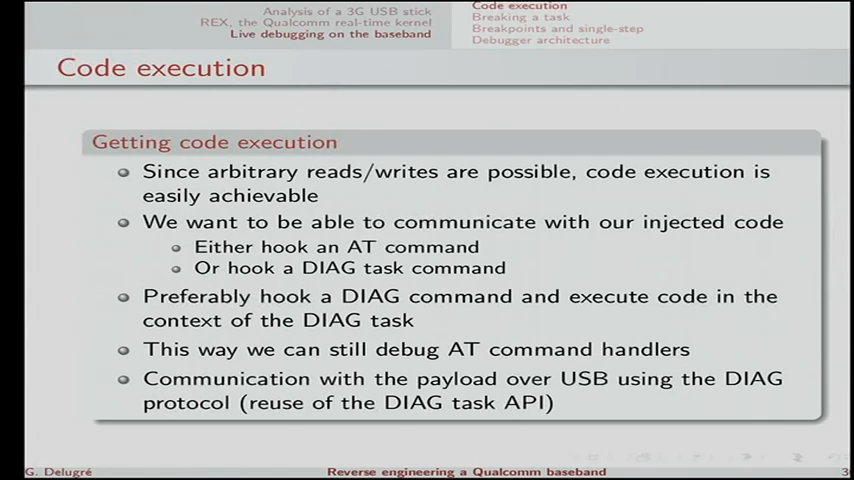 Analysis of a 3G USB stick
REX, the Qualcomm real-time kernel
Live debugging on the baseband
Code execution
Breaking a task
Breakpoints and single-step
Debugger architecture
Code execution
Getting code execution
Since arbitrary reads/writes are possible, code execution is
easily achievable
We want to be able to communicate with our injected code
Either hook an AT command
Or hook a DIAG task command
Preferably hook a DIAG command and execute code in the
context of the DIAG task
This way we can still debug AT command handlers
Communication with the payload over USB using the DIAG
protocol (reuse of the DIAG task API)
G. Delugré
Reverse engineering a Qualcomm baseband